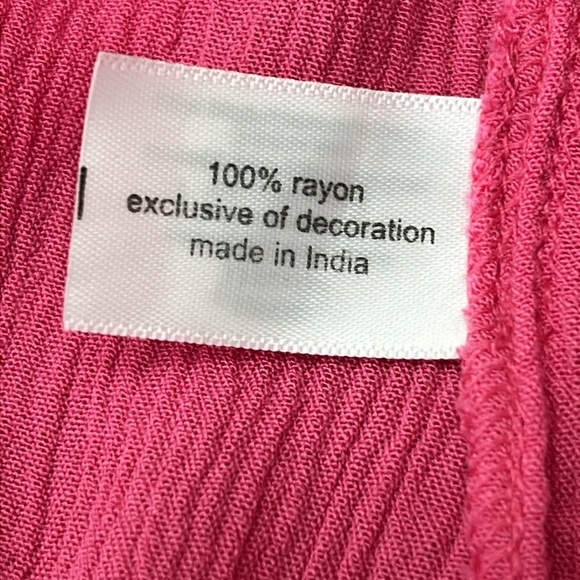 100% rayon
exclusive of decoration
made in India